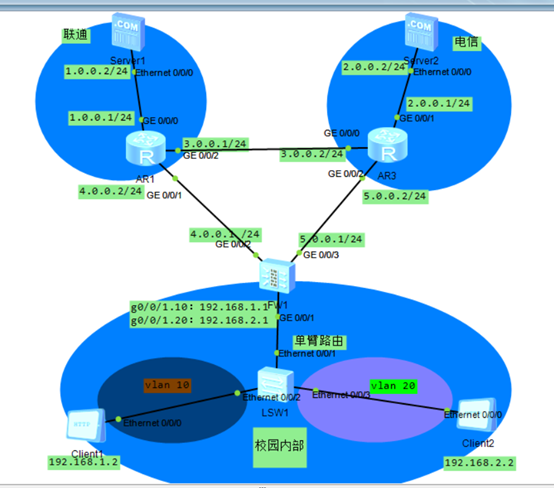 .COM
联通
Server1
1.0.0.2/24
Ethernet 0/0/0
1.0.0.1/24
GE 0/0/0
R
AR1
3.0.0.1/24
GE 0/0/2
4.0.0.2/24
GE 0/0/1
.COM
电信
Server2
2.0.0.2/24
Ethernet 0/0/0
2.0.0.1/24
GE 0/0/1
GE 0/0/0
3.0.0.2/24
R
AR3
GE 0/0/2
5.0.0.2/24
4.0.0.1/24
GE 0/0/2
5.0.0.1/24
GE 0/0/3
FW1
g0/0/1.10: 192.168.1.1
g0/0/1.20: 192.168.2.1
GE 0/0/1
单臂路由
Ethernet 0/0/1
vlan 10
vlan 20
Ethernet 0/0/2
Ethernet 0/0/3
LSW1
Ethernet 0/0/0
Ethernet 0/0/0
HTTP
Client1
192.168.1.2
校园内部
Client2
192.168.2.2